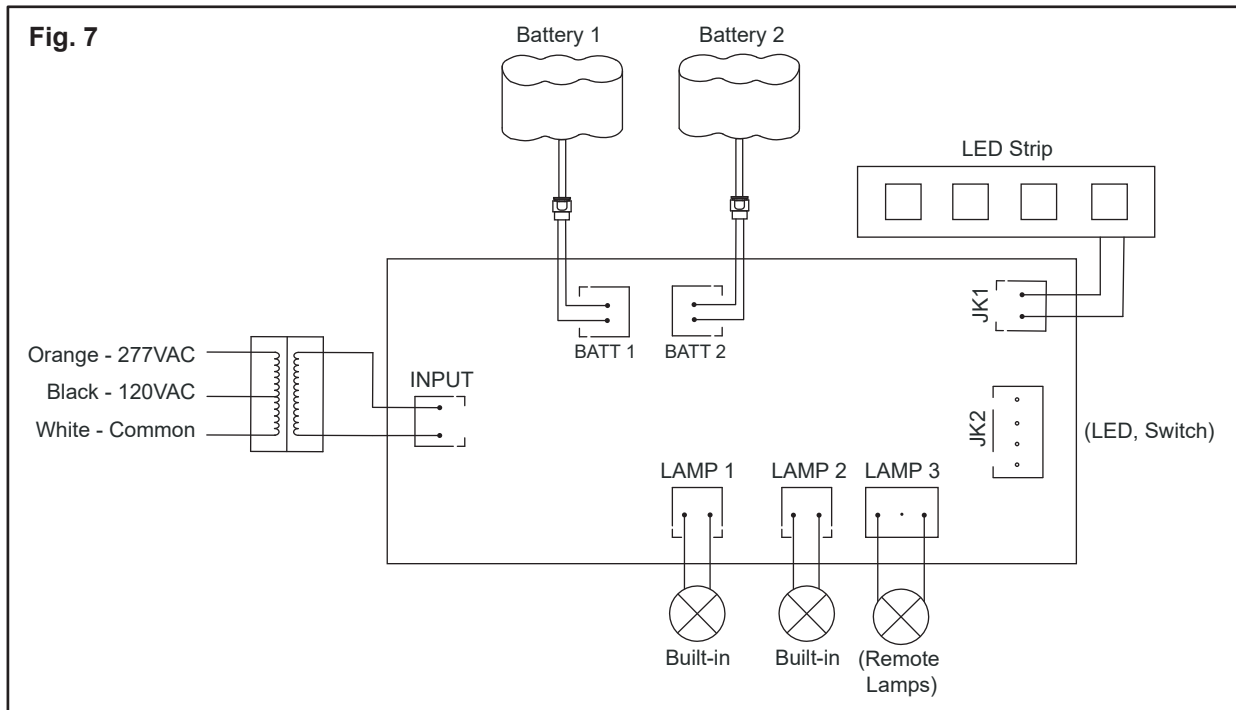 Fig. 7
Battery 1
Battery 2
LED Strip
JK1
BATT 1
BATT 2
Orange - 277VAC
Black - 120VAC
White - Common
INPUT
JK2
(LED, Switch)
LAMP 1
LAMP 2
LAMP 3
Built-in
Built-in
(Remote
Lamps)